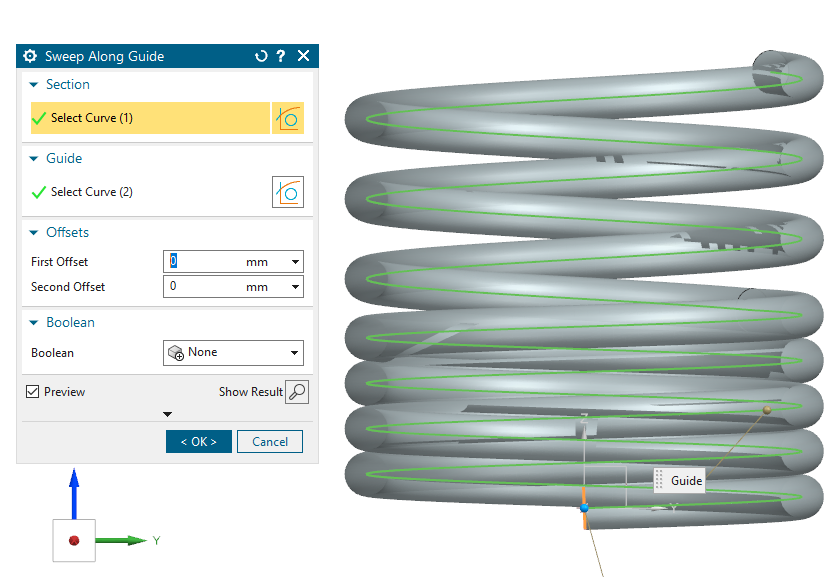 Sweep Along Guide
Section
Select Curve (1)
Guide
Select Curve (2)
Offsets
First Offset 0 mm
Second Offset 0 mm
Boolean
Boolean None
Preview Show Result
< OK > Cancel
Guide
Z
Y
Y